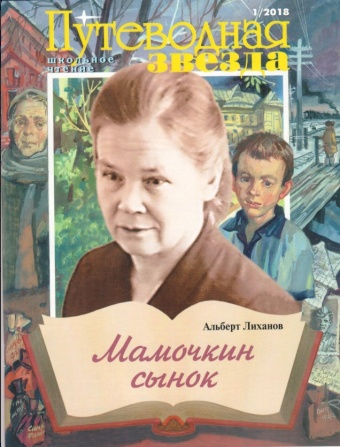 1/2018
Путеводная
звезда
школьное
чтение
Альберт Лиханов
Мамочкин
сынок